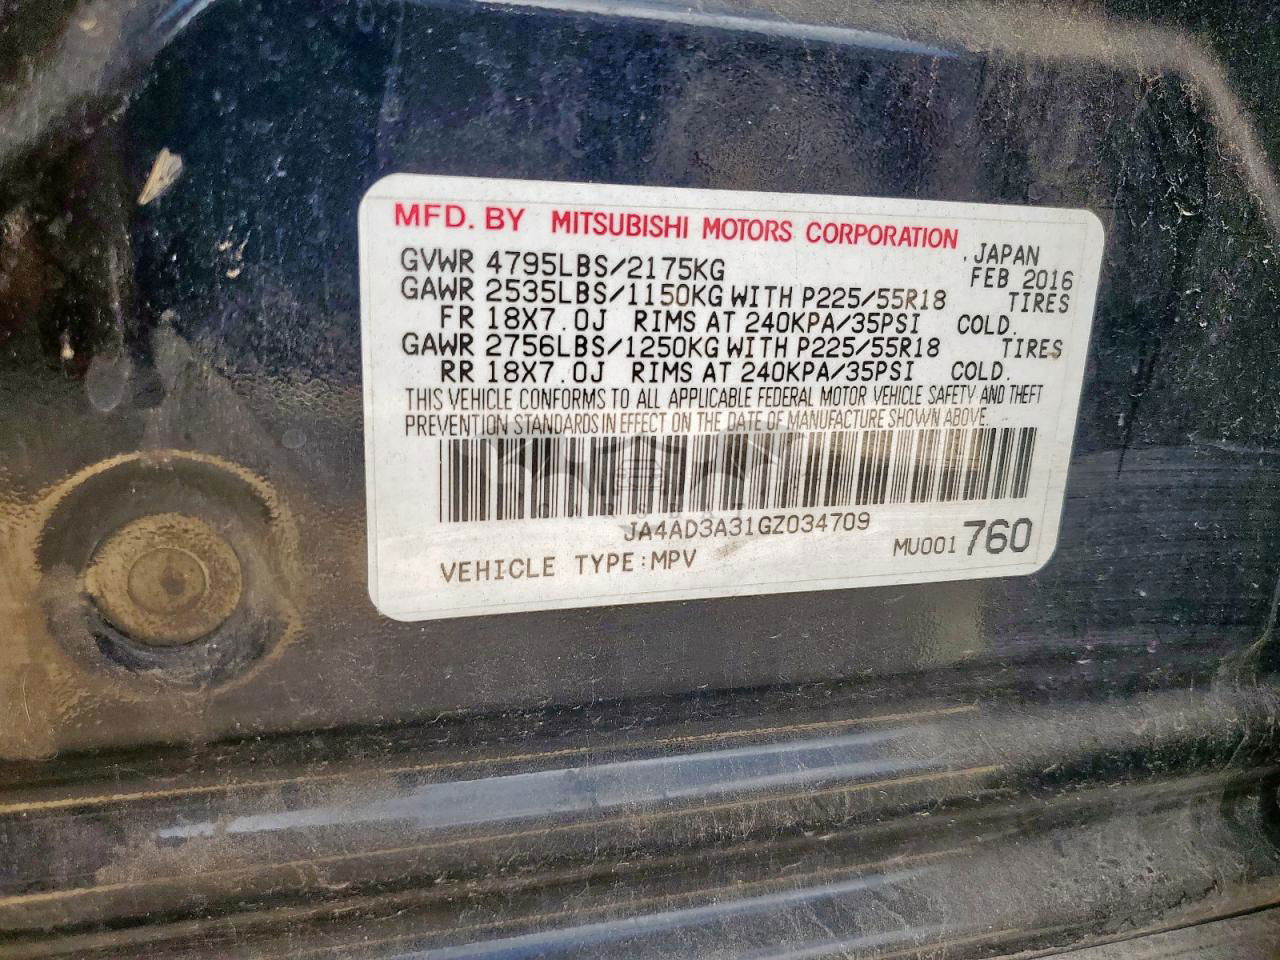 MFD. BY MITSUBISHI MOTORS CORPORATION
JAPAN
GVWR 4795LBS/2175KG FEB 2016
GAWR 2535LBS/1150KG WITH P225/55R18 TIRES
FR 18X7.0J RIMS AT 240KPA/35PSI COLD.
GAWR 2756LBS/1250KG WITH P225/55R18 TIRES
RR 18X7.0J RIMS AT 240KPA/35PSI COLD.
THIS VEHICLE CONFORMS TO ALL APPLICABLE FEDERAL MOTOR VEHICLE SAFETY AND THEFT
PREVENTION STANDARDS IN EFFECT ON THE DATE OF MANUFACTURE SHOWN ABOVE.
JA4AD3A31GZ034709
VEHICLE TYPE:MPV MU001 760